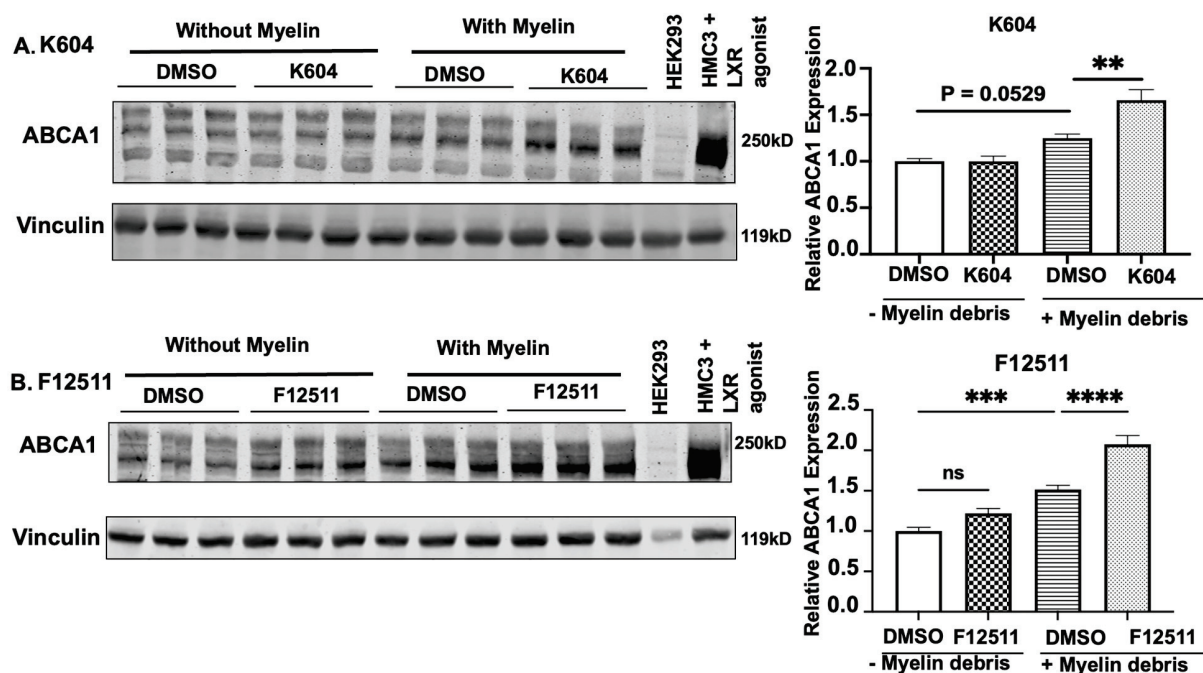 A. K604
Without Myelin
With Myelin
DMSO
K604
DMSO
K604
HEK293
HMC3 +
LXR
agonist
ABCA1
250kD
Vinculin
119kD
K604
Relative ABCA1 Expression
2.0
1.5
1.0
0.5
0.0
P = 0.0529
**
DMSO
K604
DMSO
K604
- Myelin debris
+ Myelin debris
B. F12511
Without Myelin
With Myelin
DMSO
F12511
DMSO
F12511
HEK293
HMC3 +
LXR
agonist
ABCA1
250kD
Vinculin
119kD
F12511
Relative ABCA1 Expression
2.5
2.0
1.5
1.0
0.5
0.0
***
****
ns
DMSO
F12511
DMSO
F12511
- Myelin debris
+ Myelin debris